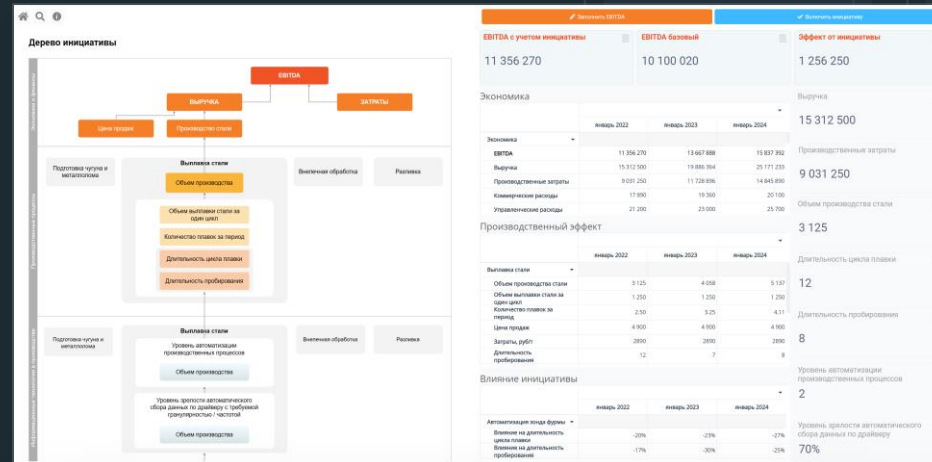 Дерево инициативы
Экономика и финансы
EBITDA
ВЫРУЧКА
ЗАТРАТЫ
Цена продаж
Производство стали
Производственные процессы
Подготовка чугуна и
металлолома
Выплавка стали
Объем производства
Объем выплавки стали за
один цикл
Количество плавок за период
Длительность цикла плавки
Длительность пробирования
Внепечная обработка
Разливка
Подготовка чугуна и
металлолома
Выплавка стали
Уровень автоматизации
производственных процессов
Объем производства
Уровень зрелости автоматического
сбора данных по драйверу с требуемой
гранулярностью / частотой
Объем производства
Внепечная обработка
Разливка
Заполнить EBITDA
Включить инициативу
EBITDA с учетом инициативы
11 356 270
EBITDA базовый
10 100 020
Эффект от инициативы
1 256 250
Экономика
январь 2022 январь 2023 январь 2024
Экономика
EBITDA 11 356 270 13 667 888 15 837 392
Выручка 15 312 500 19 886 364 25 171 233
Производственные затраты 9 031 250 11 728 896 14 845 890
Коммерческие расходы 17 890 19 360 20 100
Управленческие расходы 21 200 23 000 25 700
Производственный эффект
январь 2022 январь 2023 январь 2024
Выплавка стали
Объем производства стали 3 125 4 058 5 137
Объем выплавки стали за
один цикл 1 250 1 250 1 250
Количество плавок за
период 2.50 3.25 4.11
Цена продаж 4 900 4 900 4 900
Затраты, руб/т 2890 2890 2890
Длительность
пробирования 12 7 8
Влияние инициативы
январь 2022 январь 2023 январь 2024
Автоматизация зонда фурмы
Влияние на длительность
цикла плавки -20% -23% -27%
Влияние на длительность
пробирования -17% -30% -25%
Выручка
15 312 500
Производственные затраты
9 031 250
Объем производства стали
3 125
Длительность цикла плавки
12
Длительность пробирования
8
Уровень автоматизации
производственных процессов
2
Уровень зрелости автоматического
сбора данных по драйверу
70%